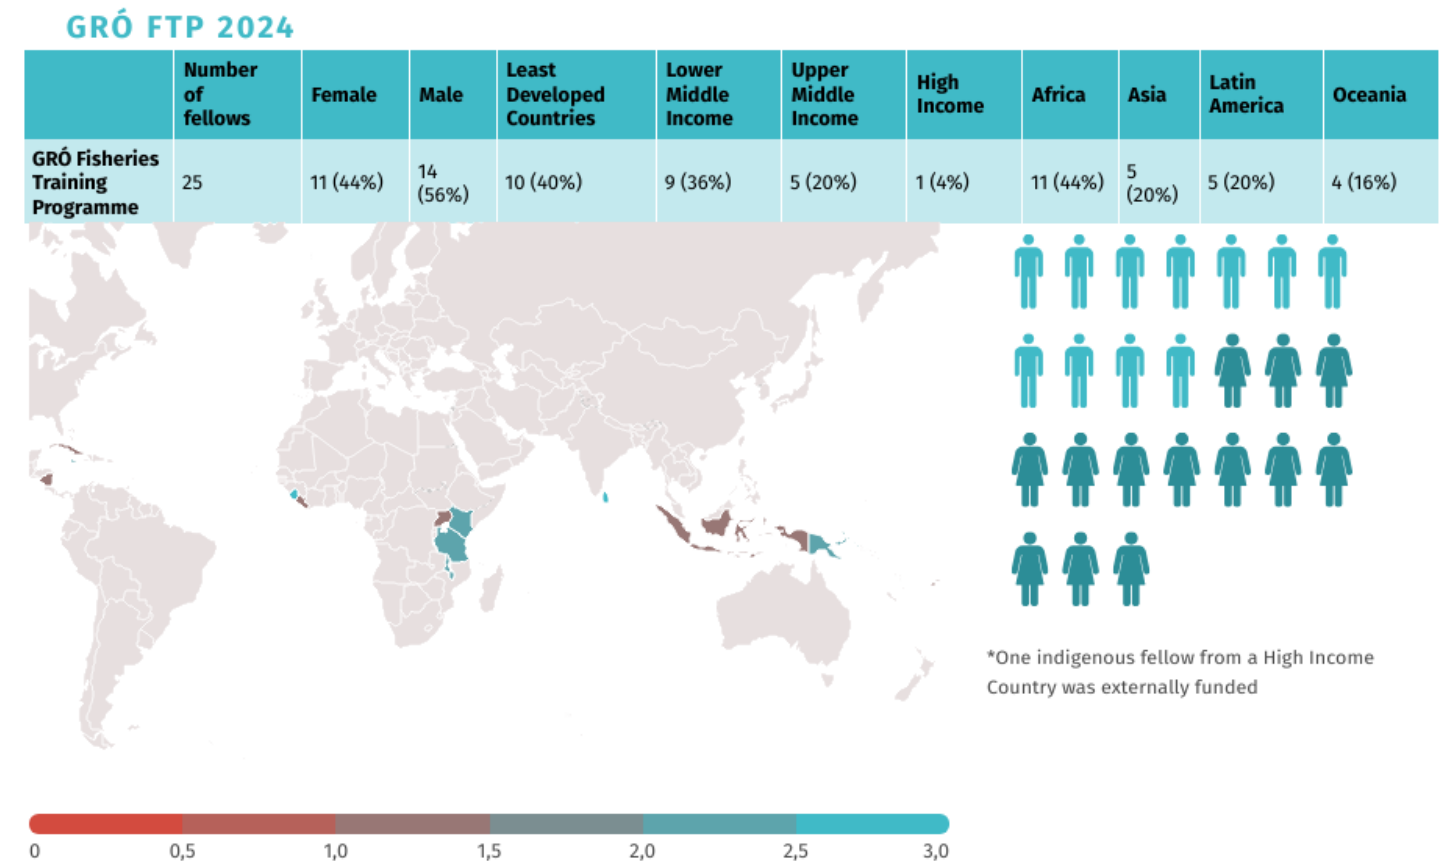 GRÓ FTP 2024
Number
of
fellows
Female
Male
Least
Developed
Countries
Lower
Middle
Income
Upper
Middle
Income
High
Income
Africa
Asia
Latin
America
Oceania
GRÓ Fisheries
Training
Programme
25
11 (44%)
14
(56%)
10 (40%)
9 (36%)
5 (20%)
1 (4%)
11 (44%)
5
(20%)
5 (20%)
4 (16%)
*One indigenous fellow from a High Income
Country was externally funded
0 0,5 1,0 1,5 2,0 2,5 3,0